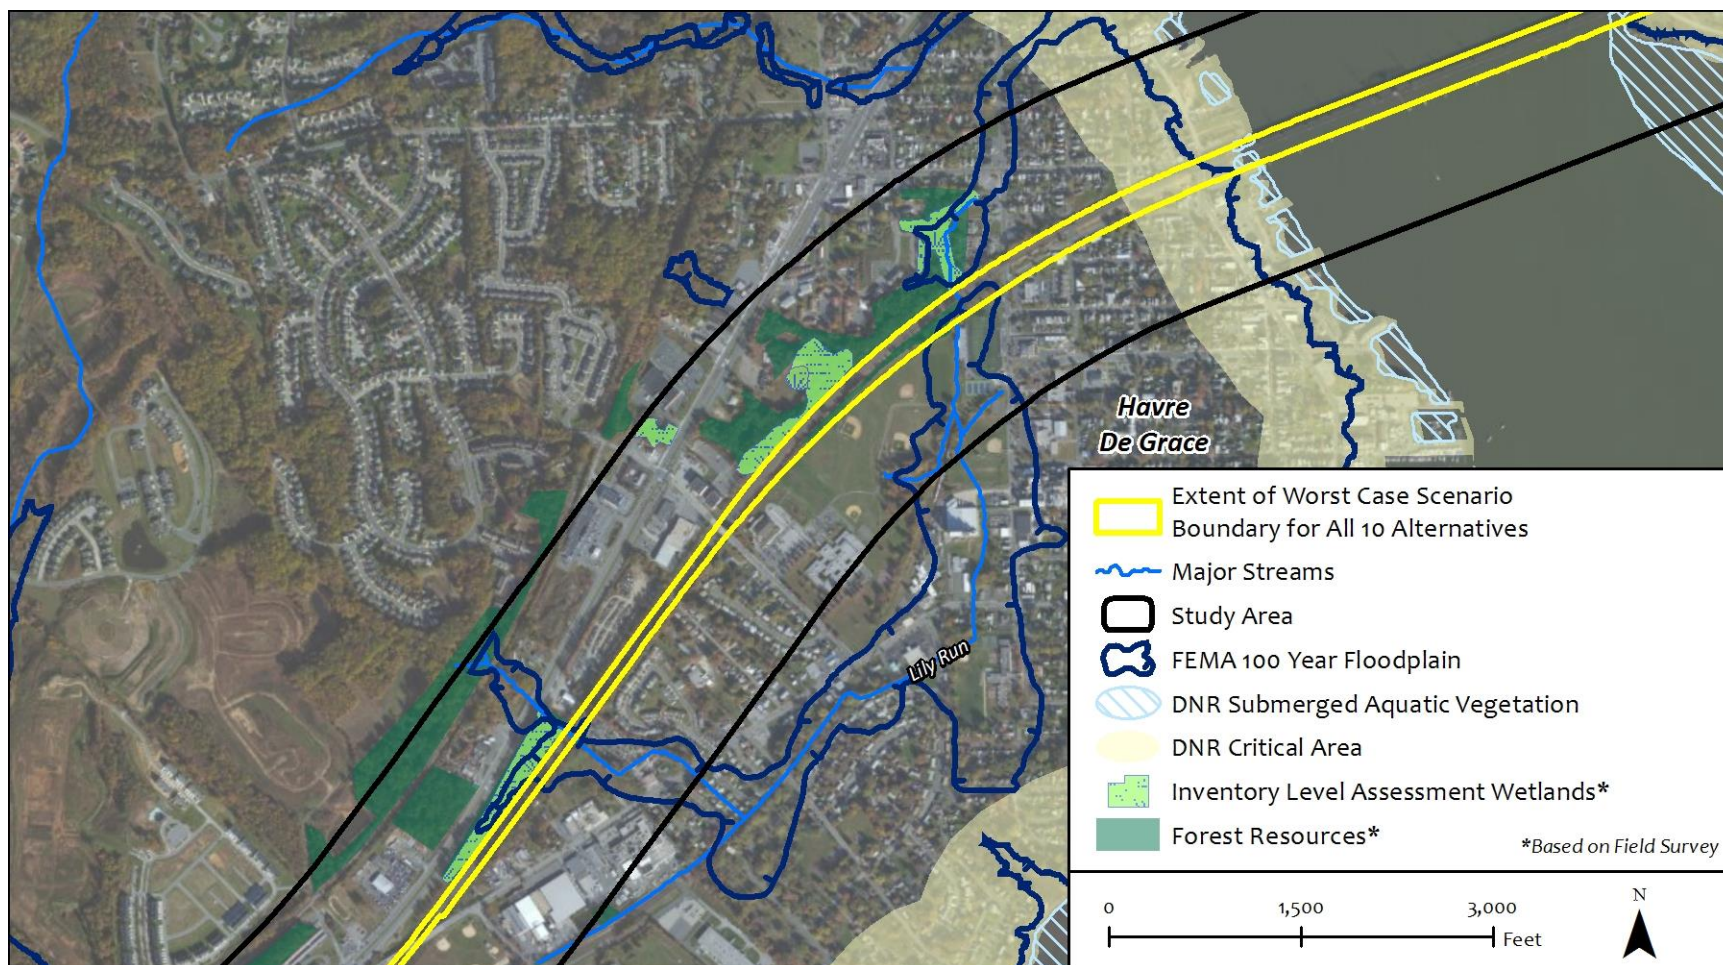 Havre
De Grace
Lily Run
Extent of Worst Case Scenario
Boundary for All 10 Alternatives
Major Streams
Study Area
FEMA 100 Year Floodplain
DNR Submerged Aquatic Vegetation
DNR Critical Area
Inventory Level Assessment Wetlands*
Forest Resources*
*Based on Field Survey
0 1,500 3,000
Feet
N